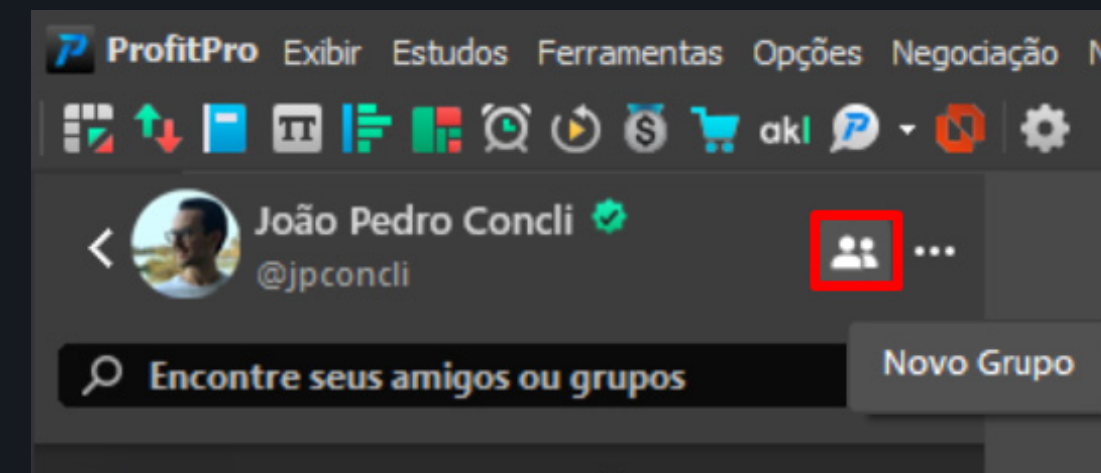 ProfitPro Exibir Estudos Ferramentas Opções Negociação
akl
João Pedro Concli
@jpconcli
Encontre seus amigos ou grupos
Novo Grupo